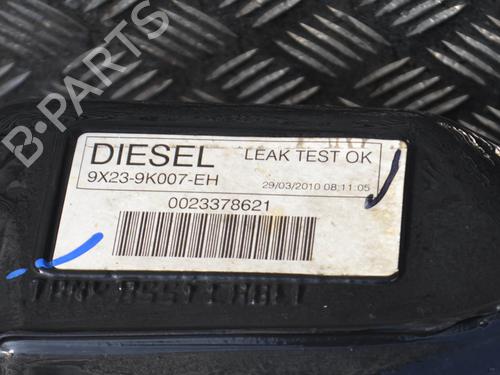 B-PARTS
DIESEL LEAK TEST OK
9X23-9K007-EH 29/03/2010 08:11:05
0023378621